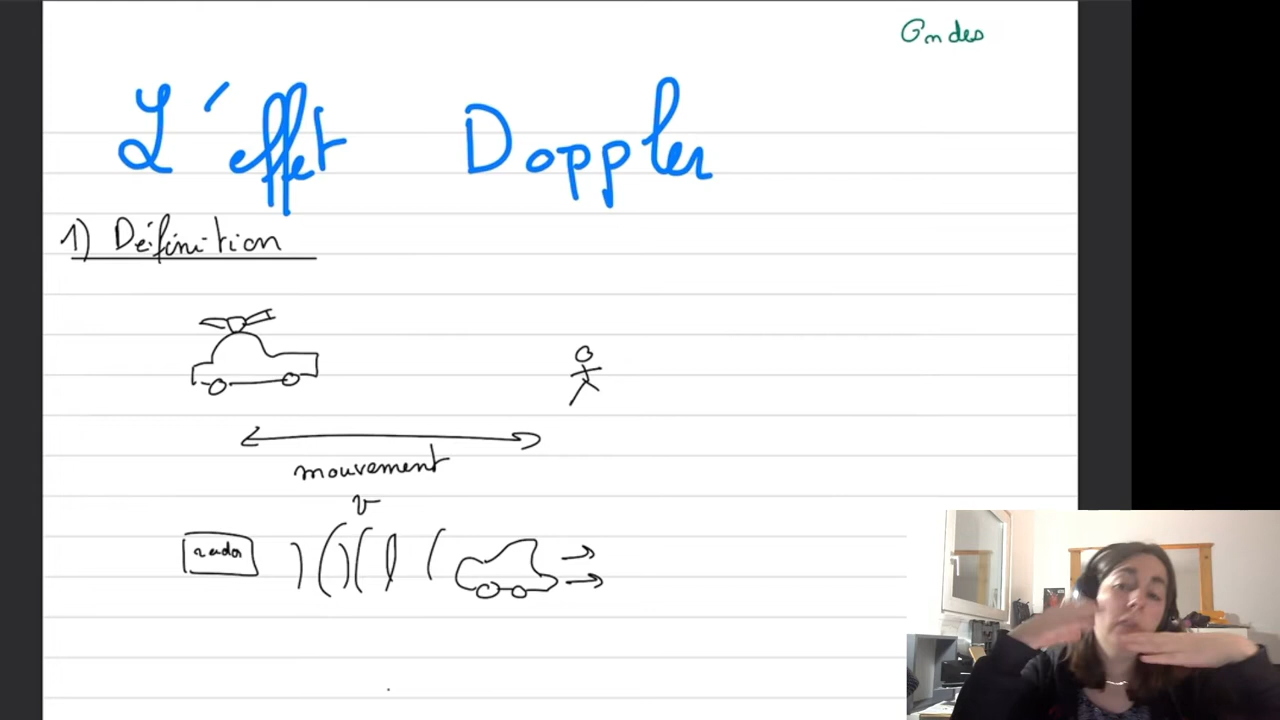 Ondes
L'effet Doppler
1) Définition
mouvement
v
radar